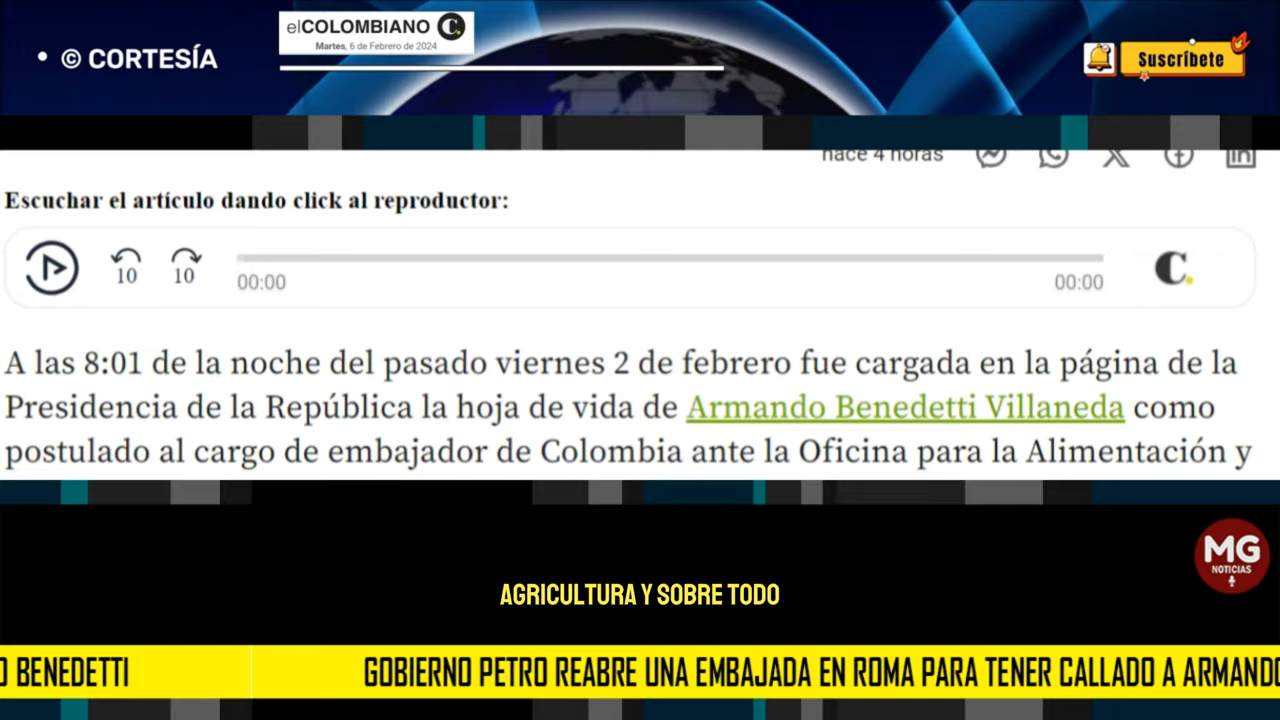 • © CORTESÍA
elCOLOMBIANO C.
Martes, 6 de Febrero de 2024
Suscríbete
hace 4 horas
Escuchar el artículo dando click al reproductor:
10 10
00:00 00:00
C.
A las 8:01 de la noche del pasado viernes 2 de febrero fue cargada en la página de la
Presidencia de la República la hoja de vida de Armando Benedetti Villaneda como
postulado al cargo de embajador de Colombia ante la Oficina para la Alimentación y
MG
NOTICIAS
AGRICULTURA Y SOBRE TODO
O BENEDETTI GOBIERNO PETRO REABRE UNA EMBAJADA EN ROMA PARA TENER CALLADO A ARMANDO